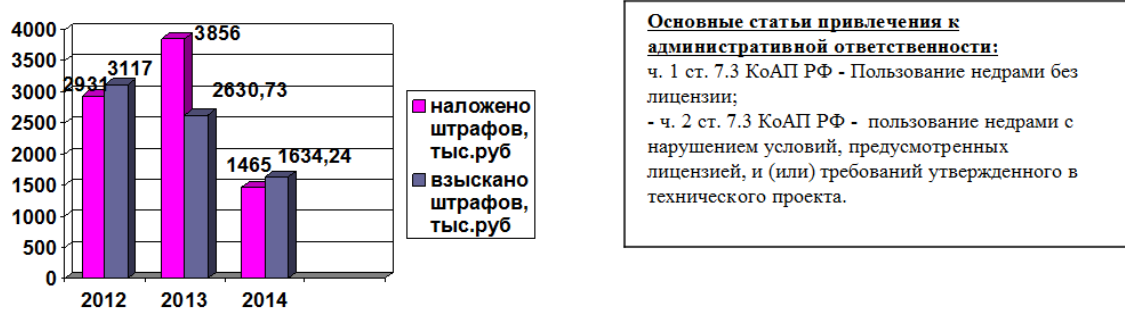 4000
3500
3000
2500
2000
1500
1000
500
0
2931
3117
3856
2630,73
1465
1634,24
2012 2013 2014
наложено
штрафов,
тыс.руб
взыскано
штрафов,
тыс.руб
Основные статьи привлечения к
административной ответственности:
ч. 1 ст. 7.3 КоАП РФ - Пользование недрами без
лицензии;
- ч. 2 ст. 7.3 КоАП РФ - пользование недрами с
нарушением условий, предусмотренных
лицензией, и (или) требований утвержденного в
технического проекта.